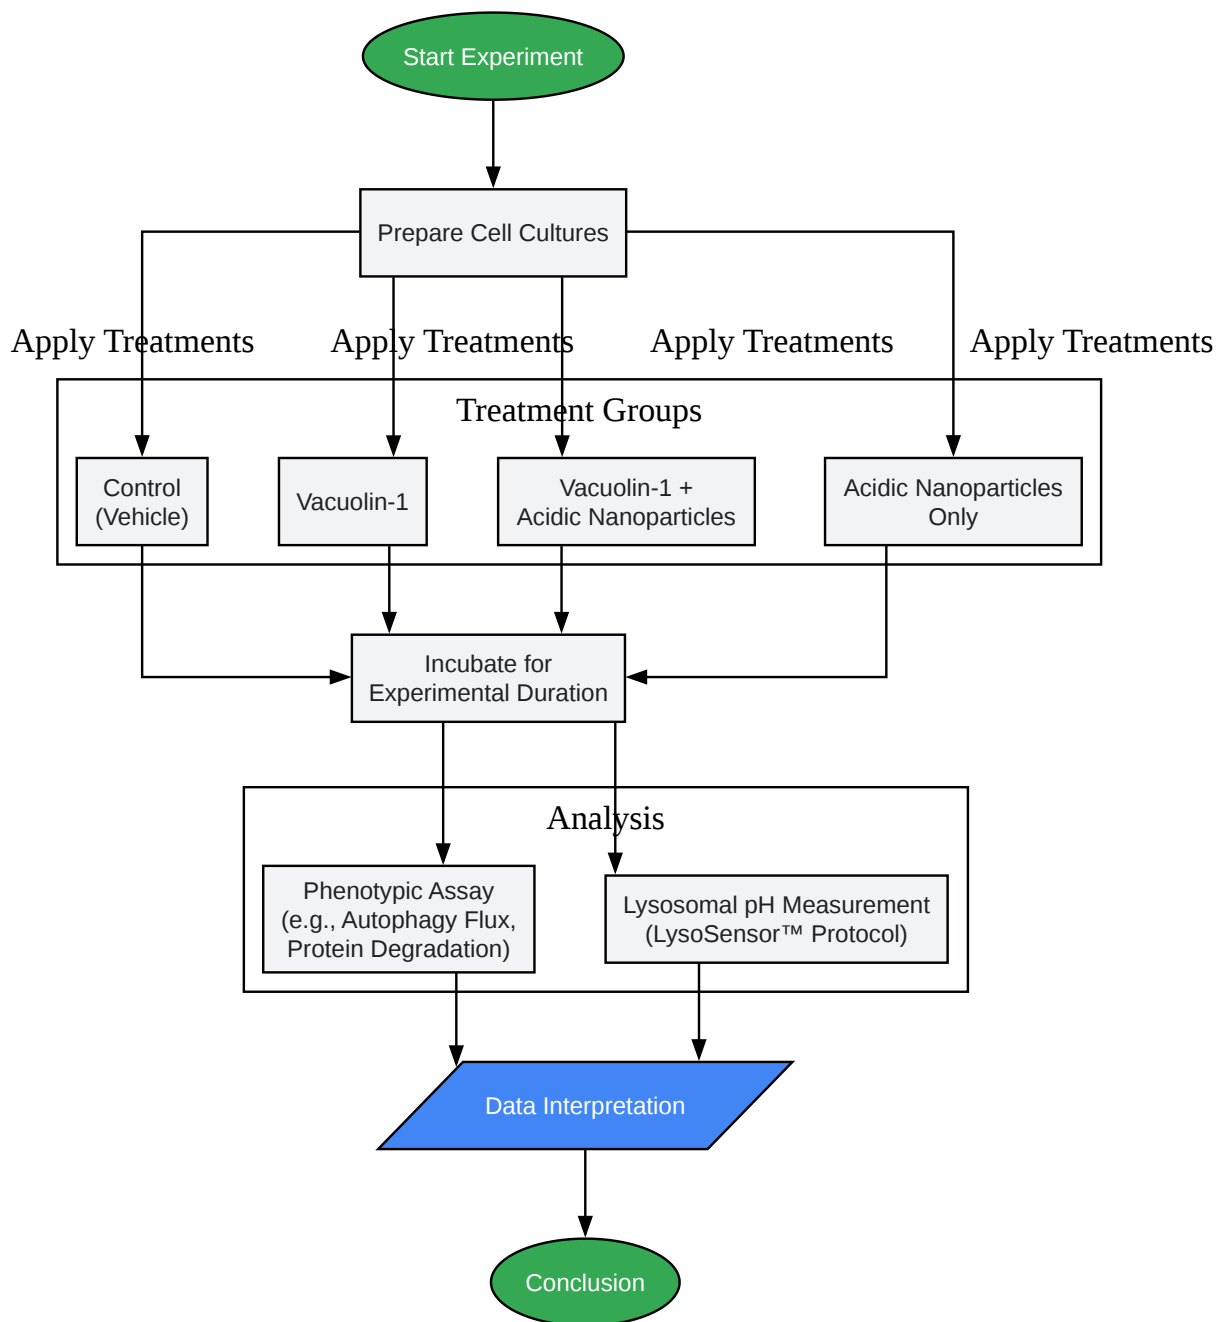 Start Experiment
Prepare Cell Cultures
Apply Treatments
Apply Treatments
Apply Treatments
Apply Treatments
Treatment Groups
Control
(Vehicle)
Vacuolin-1
Vacuolin-1 +
Acidic Nanoparticles
Acidic Nanoparticles
Only
Incubate for
Experimental Duration
Analysis
Phenotypic Assay
(e.g., Autophagy Flux,
Protein Degradation)
Lysosomal pH Measurement
(LysoSensor™ Protocol)
Data Interpretation
Conclusion